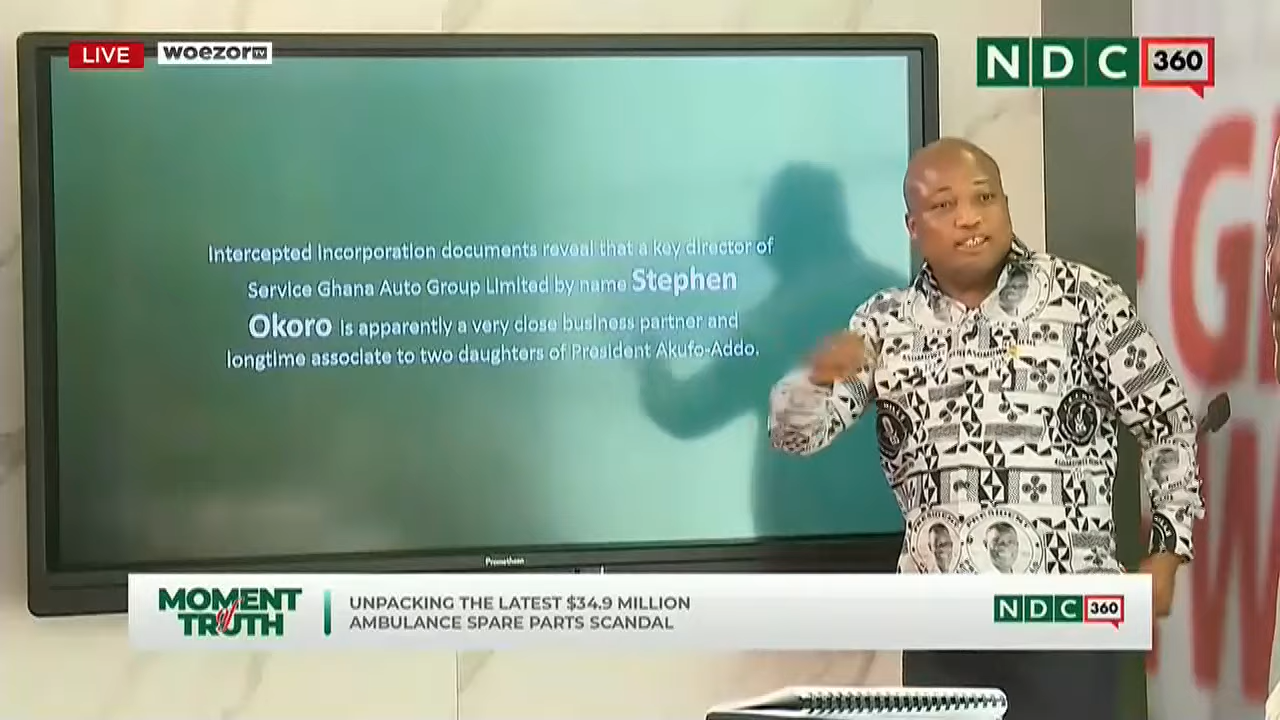 LIVE
woezor tv
NDC 360
Intercepted incorporation documents reveal that a key director of
Service Ghana Auto Group Limited by name Stephen
Okoro is apparently a very close business partner and
longtime associate to two daughters of President Akufo-Addo.
Promethean
PRESIDENT
PRESIDENT
MOMENT
of
TRUTH
UNPACKING THE LATEST $34.9 MILLION
AMBULANCE SPARE PARTS SCANDAL
NDC 360